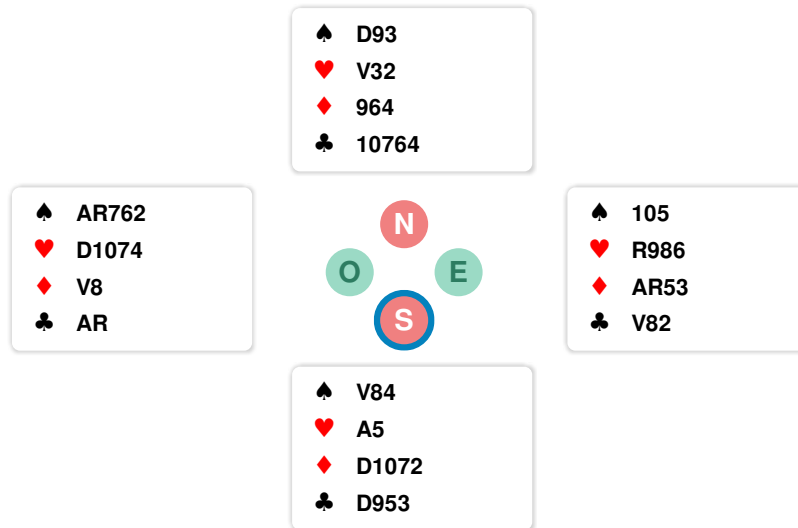 ♠ D93
♥ V32
♦ 964
♣ 10764
♠ AR762
♥ D1074
♦ V8
♣ AR
N
O E
S
♠ 105
♥ R986
♦ AR53
♣ V82
♠ V84
♥ A5
♦ D1072
♣ D953